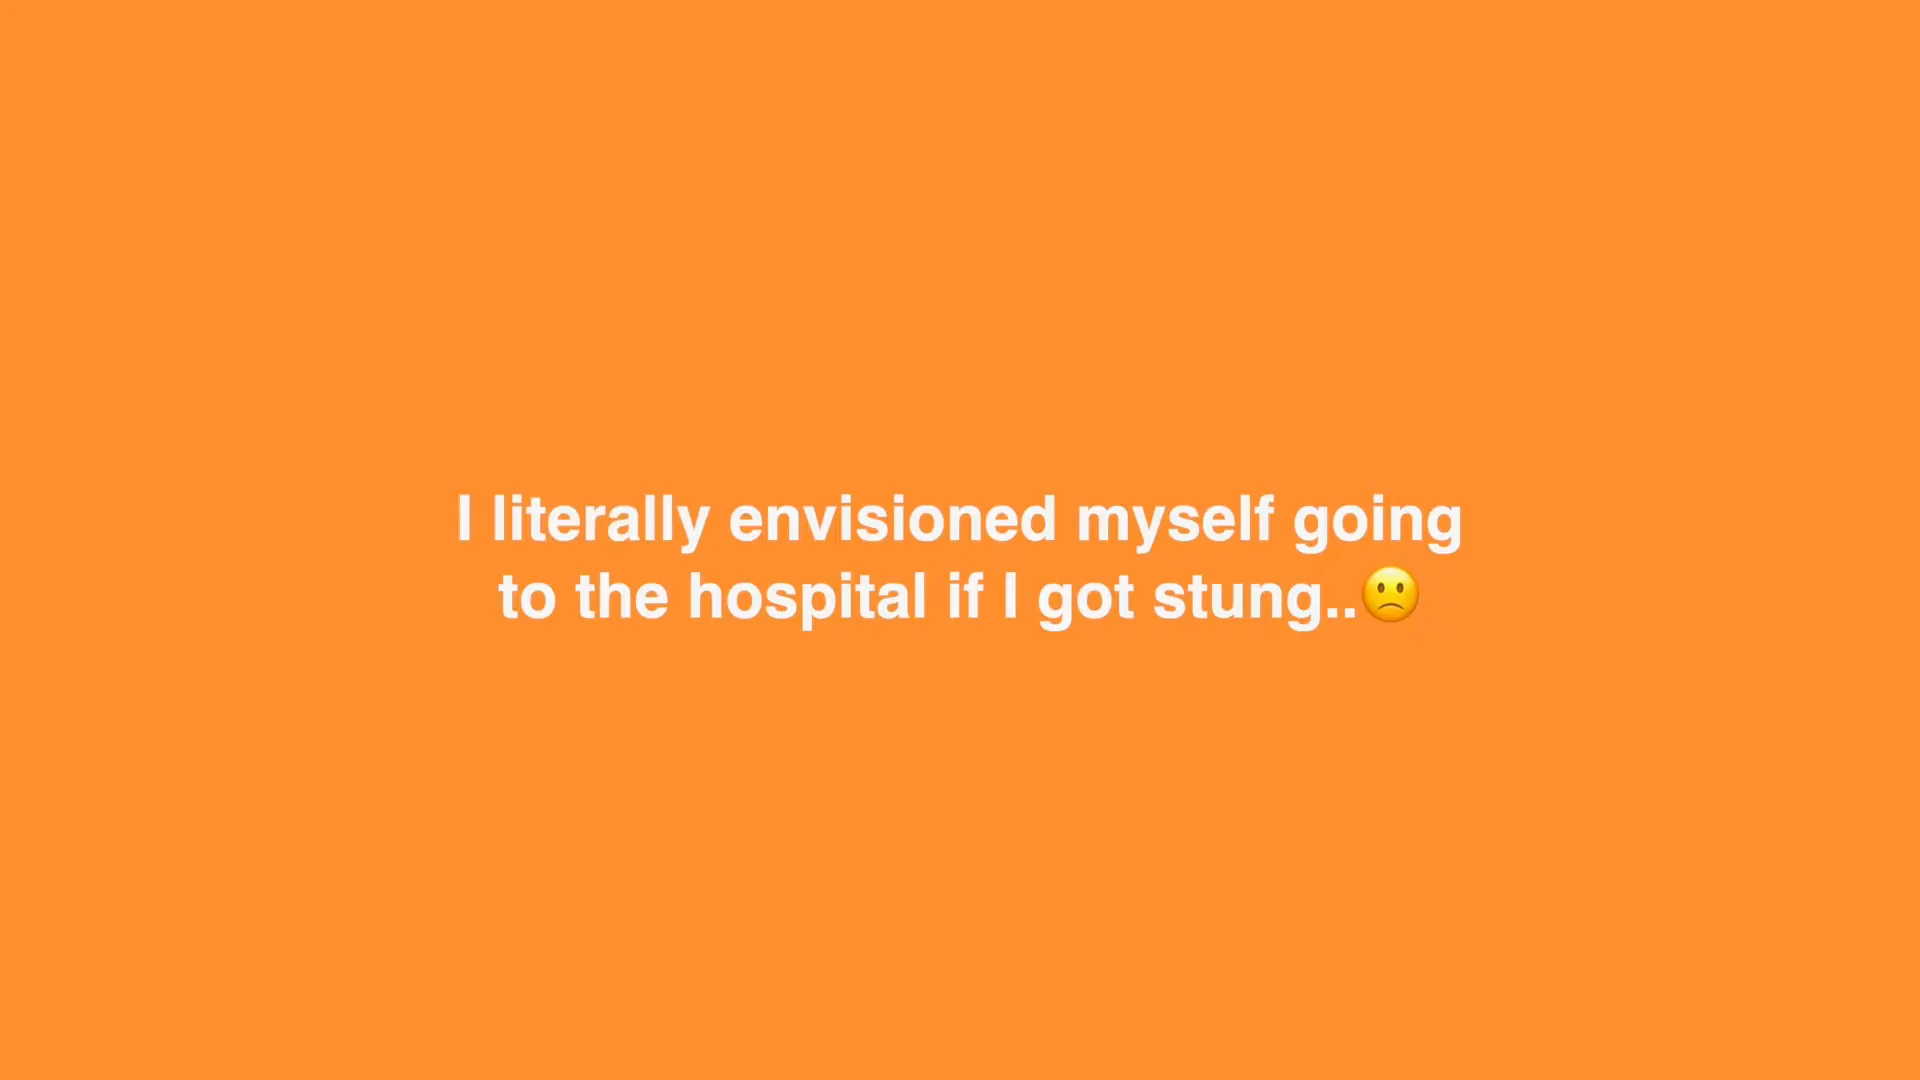 I literally envisioned myself going
to the hospital if I got stung..🙁